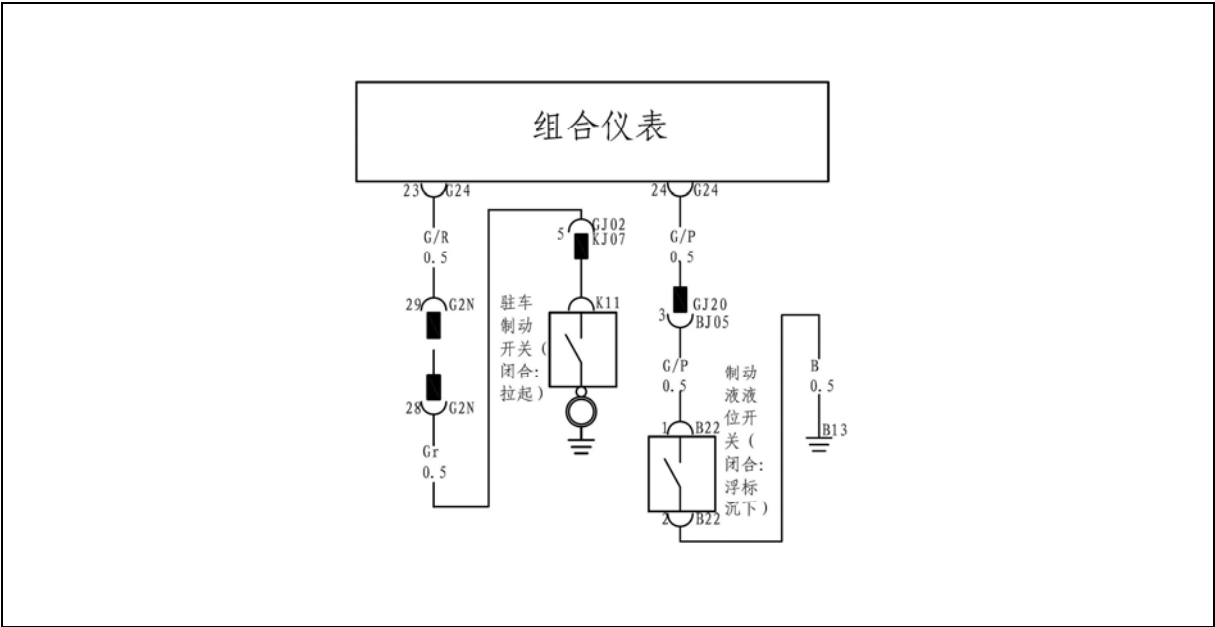 组合仪表
23 G24
24 G24
G/R
0.5
5 GJ02
KJ07
G/P
0.5
29 G2N
驻车
制动
开关(
闭合:
拉起)
K11
GJ20
3 BJ05
28 G2N
Gr
0.5
G/P
0.5
制动
液液
位开
关(
闭合:
浮标
沉下)
B
0.5
B13
1 B22
2 B22